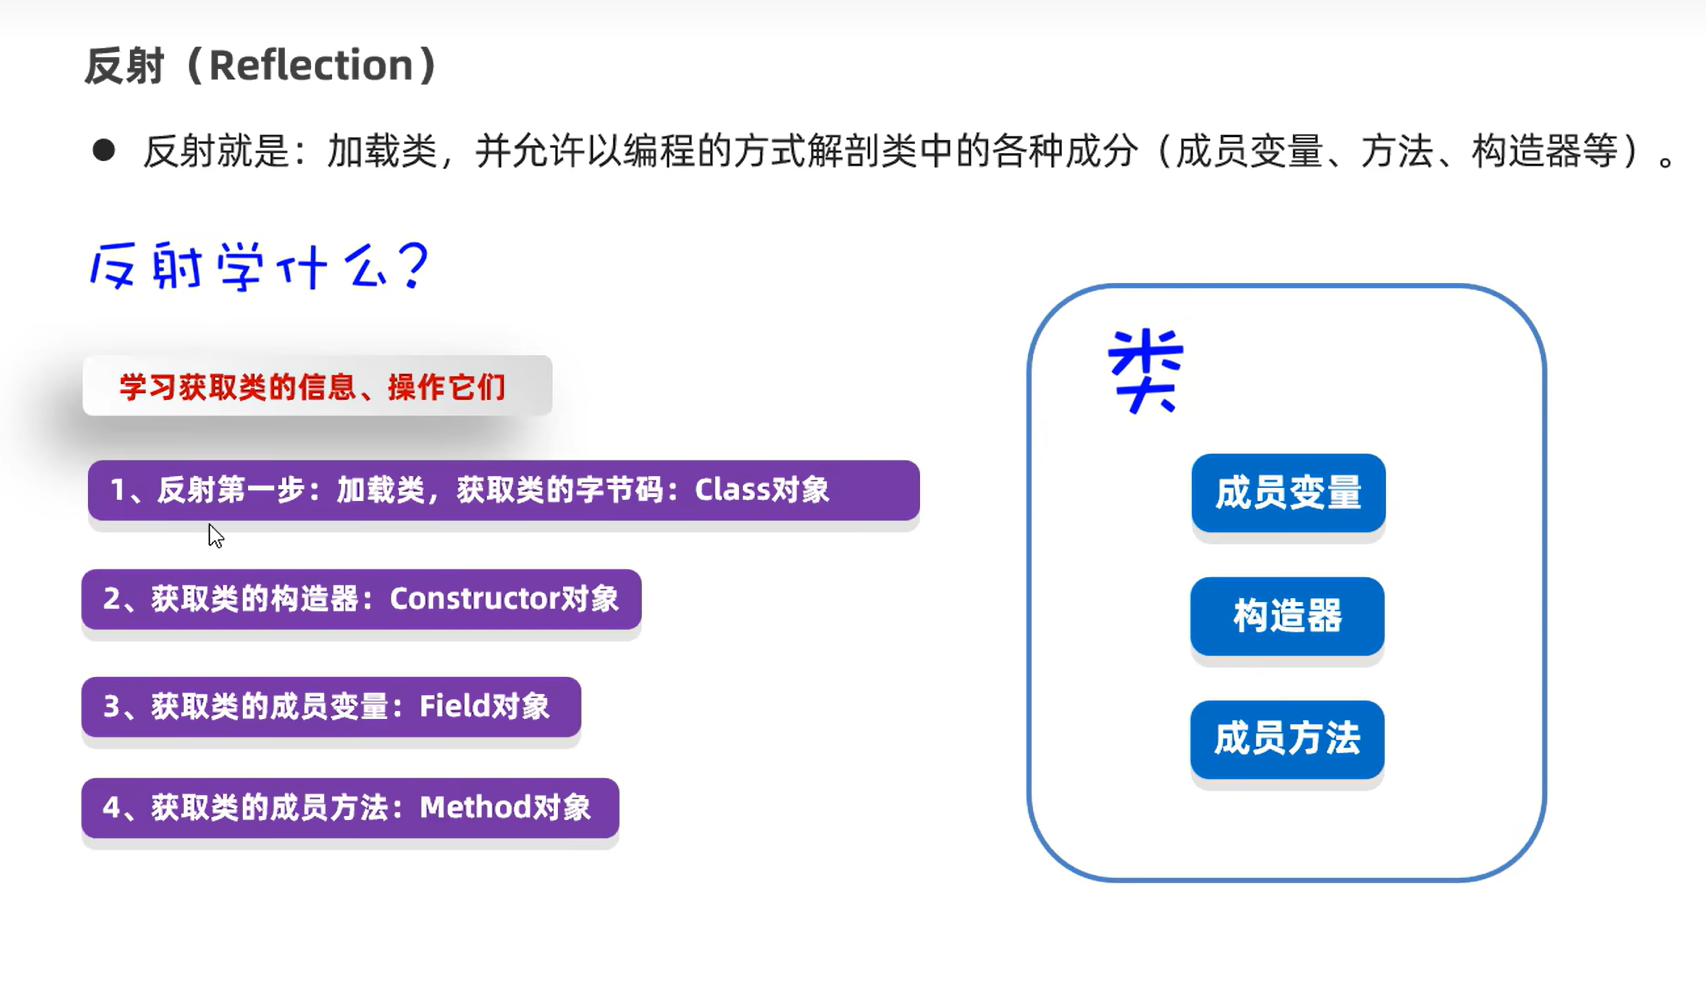 反射（Reflection）
● 反射就是：加载类，并允许以编程的方式解剖类中的各种成分（成员变量、方法、构造器等）。
反射学什么？
学习获取类的信息、操作它们
1、反射第一步：加载类，获取类的字节码：Class对象
2、获取类的构造器：Constructor对象
3、获取类的成员变量：Field对象
4、获取类的成员方法：Method对象
类
成员变量
构造器
成员方法